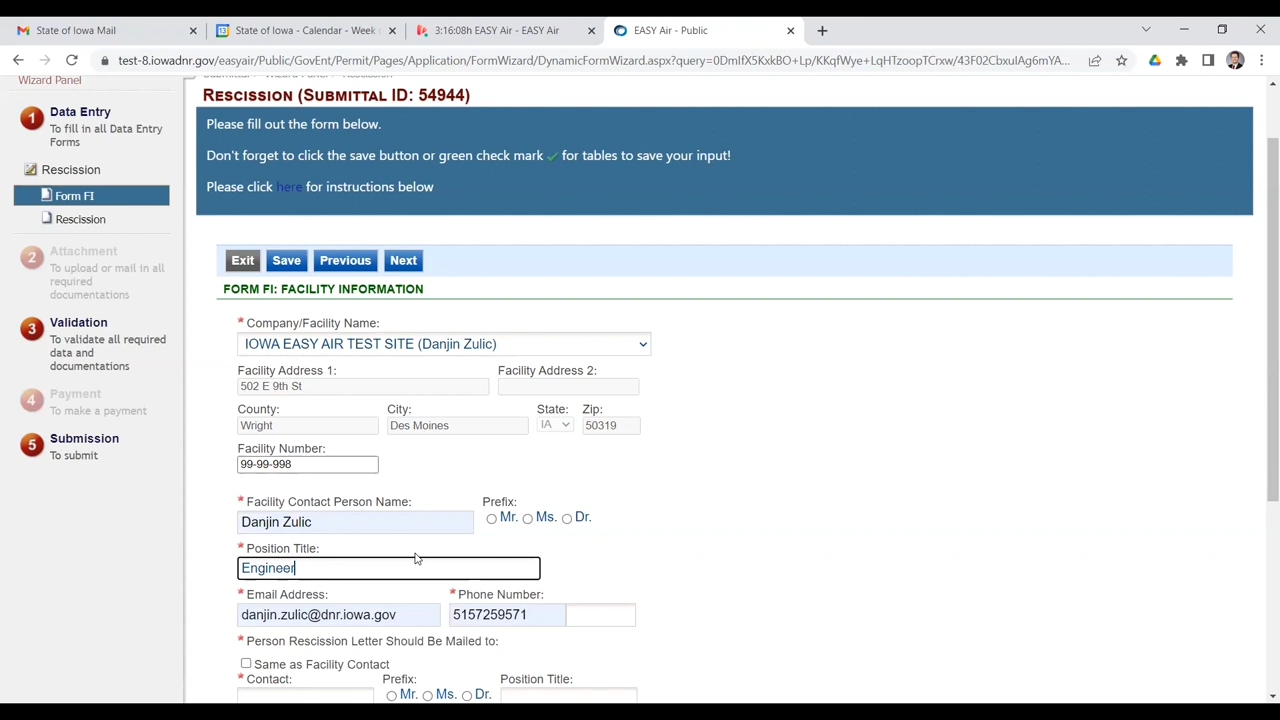 State of Iowa Mail
State of Iowa - Calendar - Week
3:16:08h EASY Air - EASY Air
EASY Air - Public
test-8.iowadnr.gov/easyair/Public/GovEnt/Permit/Pages/Application/FormWizard/DynamicFormWizard.aspx?query=0DmIfX5KxkBO+Lp/KKqfWye+LqHTzoopTCrxw/43F02CbxuIAg6mYA...
Wizard Panel
1 Data Entry
To fill in all Data Entry
Forms
Rescission
Form FI
Rescission
2 Attachment
To upload or mail in all
required
documentations
3 Validation
To validate all required
data and
documentations
4 Payment
To make a payment
5 Submission
To submit
RESCISSION (SUBMITTAL ID: 54944)
Please fill out the form below.
Don't forget to click the save button or green check mark ✓ for tables to save your input!
Please click here for instructions below
Exit Save Previous Next
FORM FI: FACILITY INFORMATION
* Company/Facility Name:
IOWA EASY AIR TEST SITE (Danjin Zulic)
Facility Address 1: Facility Address 2:
502 E 9th St
County: City: State: Zip:
Wright Des Moines IA 50319
Facility Number:
99-99-998
* Facility Contact Person Name: Prefix:
Danjin Zulic Mr. Ms. Dr.
* Position Title:
Engineer
* Email Address: * Phone Number:
danjin.zulic@dnr.iowa.gov 5157259571
* Person Rescission Letter Should Be Mailed to:
Same as Facility Contact
* Contact: Prefix: Position Title:
Mr. Ms. Dr.